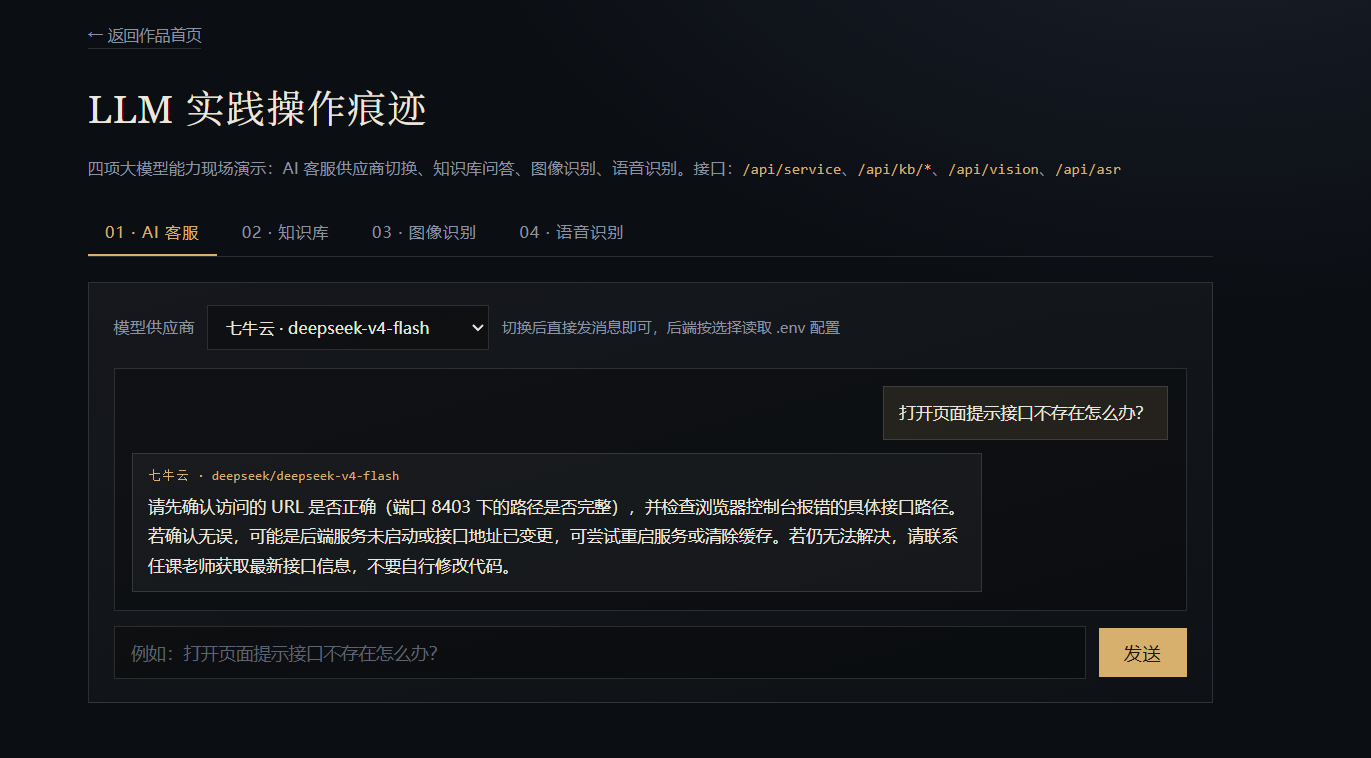 ← 返回作品首页
LLM 实践操作痕迹
四项大模型能力现场演示：AI 客服供应商切换、知识库问答、图像识别、语音识别。接口：/api/service、/api/kb/*、/api/vision、/api/asr
01 · AI 客服 02 · 知识库 03 · 图像识别 04 · 语音识别
模型供应商 七牛云 · deepseek-v4-flash 切换后直接发消息即可，后端按选择读取 .env 配置
打开页面提示接口不存在怎么办？
七牛云 · deepseek/deepseek-v4-flash
请先确认访问的 URL 是否正确（端口 8403 下的路径是否完整），并检查浏览器控制台报错的具体接口路径。
若确认无误，可能是后端服务未启动或接口地址已变更，可尝试重启服务或清除缓存。若仍无法解决，请联系
任课老师获取最新接口信息，不要自行修改代码。
例如：打开页面提示接口不存在怎么办？ 发送